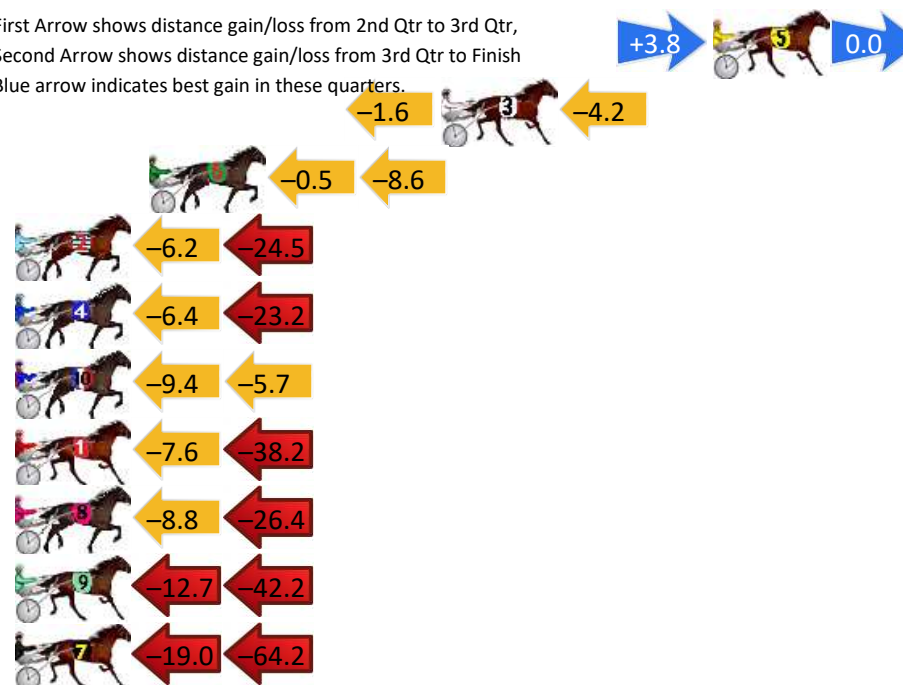 First Arrow shows distance gain/loss from 2nd Qtr to 3rd Qtr,
Second Arrow shows distance gain/loss from 3rd Qtr to Finish
Blue arrow indicates best gain in these quarters.
+3.8 5 0.0
−1.6 3 −4.2
−0.5 −8.6
2 −6.2 −24.5
4 −6.4 −23.2
10 −9.4 −5.7
1 −7.6 −38.2
8 −8.8 −26.4
9 −12.7 −42.2
7 −19.0 −64.2